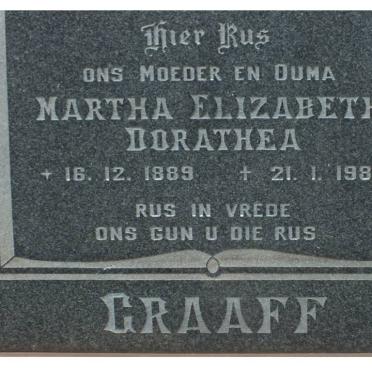 Hier Rus
ONS MOEDER EN OUMA
MARTHA ELIZABETH
DORATHEA
+ 16. 12. 1889 + 21. 1. 198
RUS IN VREDE
ONS GUN U DIE RUS
GRAAFF